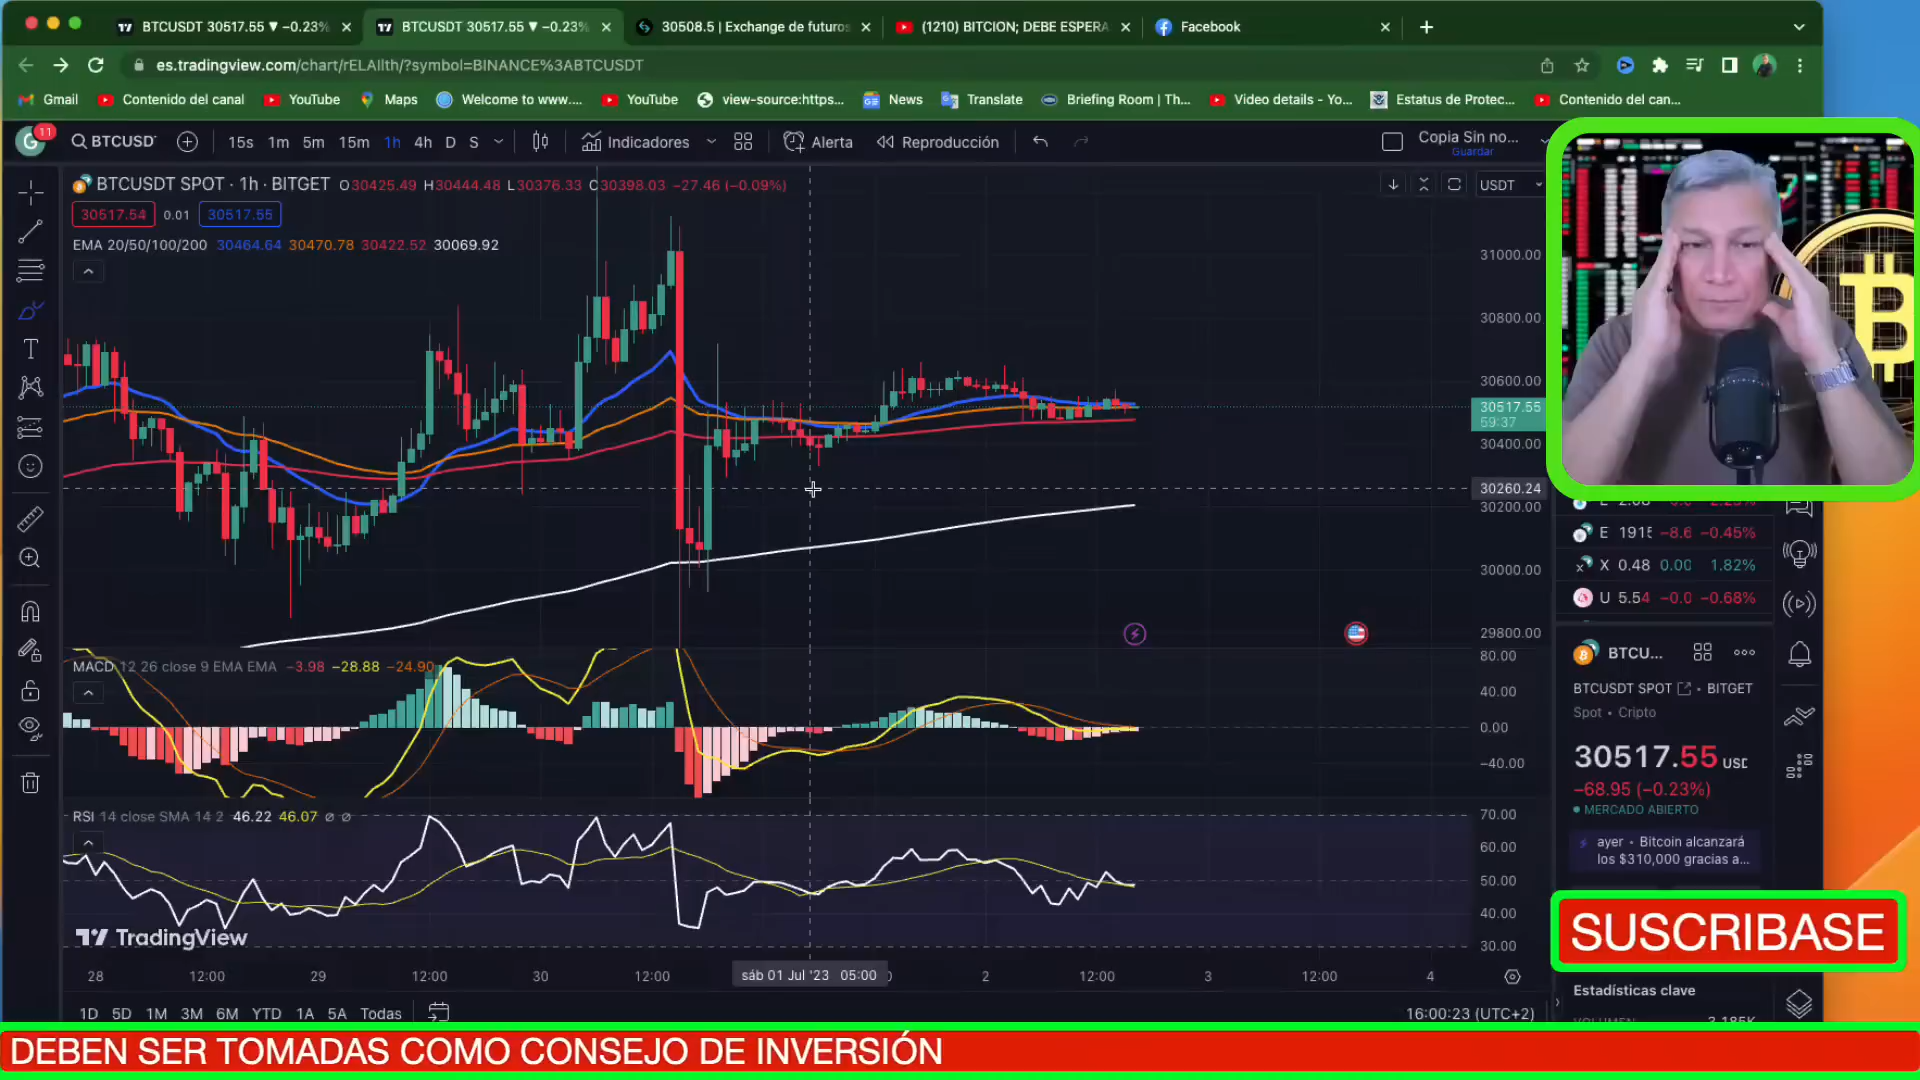 BTCUSDT 30517.55 ▼ −0.23%
BTCUSDT 30517.55 ▼ −0.23%
30508.5 | Exchange de futuros
(1210) BITCION; DEBE ESPERA
Facebook
es.tradingview.com/chart/rELAIlth/?symbol=BINANCE%3ABTCUSDT
Gmail
Contenido del canal
YouTube
Maps
Welcome to www....
YouTube
view-source:https...
News
Translate
Briefing Room | Th...
Video details - Yo...
Estatus de Protec...
Contenido del can...
G
11
BTCUSD
15s
1m
5m
15m
1h
4h
D
S
Indicadores
Alerta
Reproducción
Copia Sin no...
Guardar
BTCUSDT SPOT · 1h · BITGET O30425.49 H30444.48 L30376.33 C30398.03 −27.46 (−0.09%)
USDT
30517.54
0.01
30517.55
EMA 20/50/100/200 30464.64 30470.78 30422.52 30069.92
31000.00
30800.00
30600.00
30517.55
59:37
30400.00
30260.24
30200.00
30000.00
29800.00
MACD 12 26 close 9 EMA EMA −3.98 −28.88 −24.90
80.00
40.00
0.00
−40.00
RSI 14 close SMA 14 2 46.22 46.07 ∅ ∅
70.00
60.00
50.00
40.00
30.00
TradingView
28
12:00
29
12:00
30
12:00
sáb 01 Jul '23 05:00
2
12:00
3
12:00
4
1D
5D
1M
3M
6M
YTD
1A
5A
Todas
16:00:23 (UTC+2)
E 1915 −8.6 −0.45%
X 0.48 0.00 1.82%
U 5.54 −0.0 −0.68%
BTCU...
BTCUSDT SPOT • BITGET
Spot • Cripto
30517.55 USD
−68.95 (−0.23%)
MERCADO ABIERTO
ayer • Bitcoin alcanzará
los $310,000 gracias a...
SUSCRIBASE
Estadísticas clave
DEBEN SER TOMADAS COMO CONSEJO DE INVERSIÓN